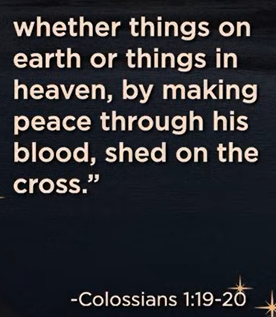 whether things on
earth or things in
heaven, by making
peace through his
blood, shed on the
cross.”
-Colossians 1:19-20